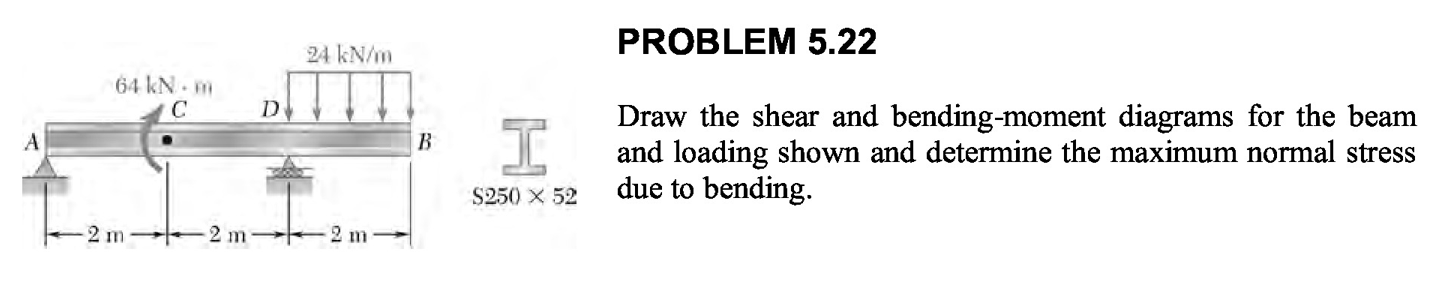 PROBLEM 5.22
24 kN/m
64 kN · m
C
D
A
B
S250 × 52
2 m
2 m
2 m
Draw the shear and bending-moment diagrams for the beam
and loading shown and determine the maximum normal stress
due to bending.